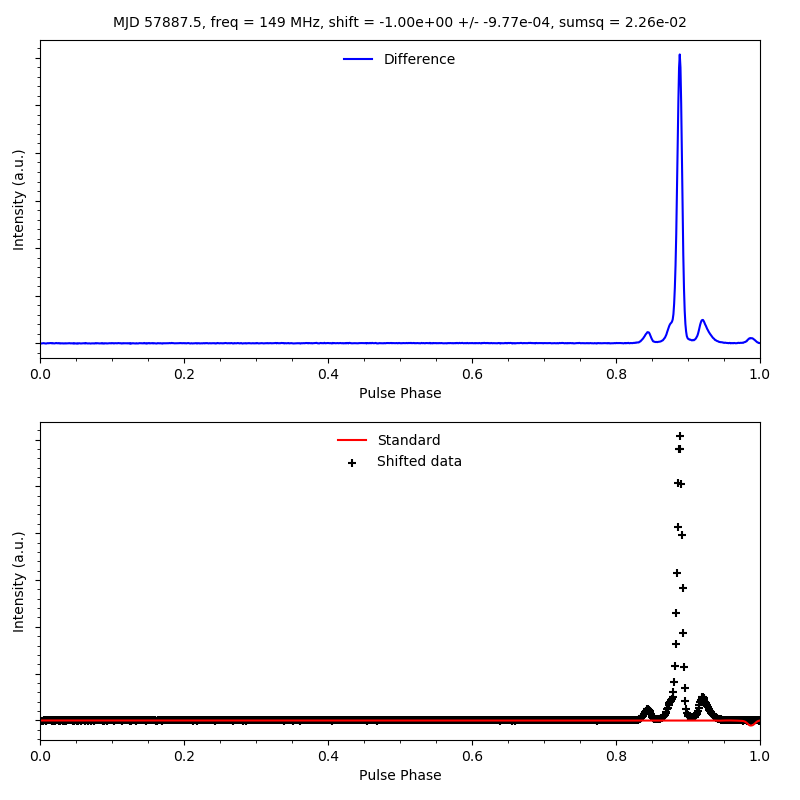 MJD 57887.5, freq = 149 MHz, shift = -1.00e+00 +/- -9.77e-04, sumsq = 2.26e-02
Difference
Intensity (a.u.)
0.0 0.2 0.4 0.6 0.8 1.0
Pulse Phase
Standard
Shifted data
Intensity (a.u.)
0.0 0.2 0.4 0.6 0.8 1.0
Pulse Phase